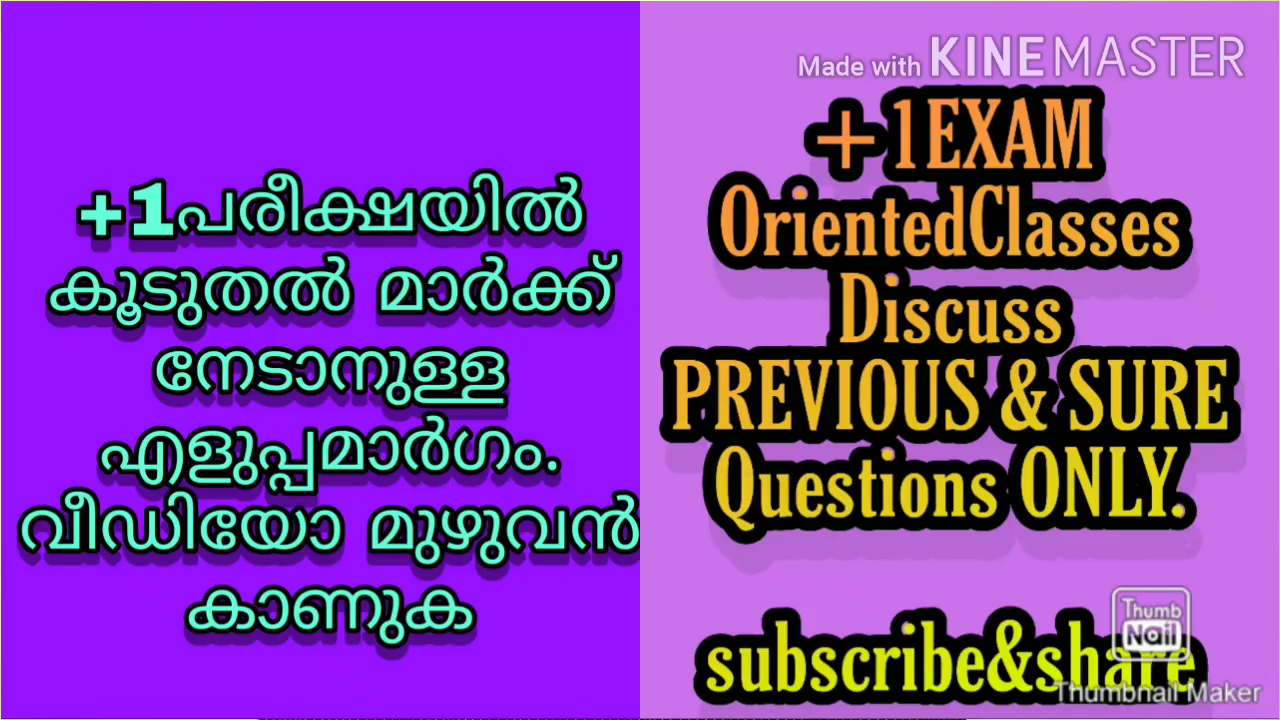 +1പരീക്ഷയിൽ
കൂടുതൽ മാർക്ക്
നേടാനുള്ള
എളുപ്പമാർഗം.
വീഡിയോ മുഴുവൻ
കാണുക
Made with KINEMASTER
+1EXAM
OrientedClasses
Discuss
PREVIOUS & SURE
Questions ONLY.
subscribe&share
Thumb
Nail
Thumbnail Maker